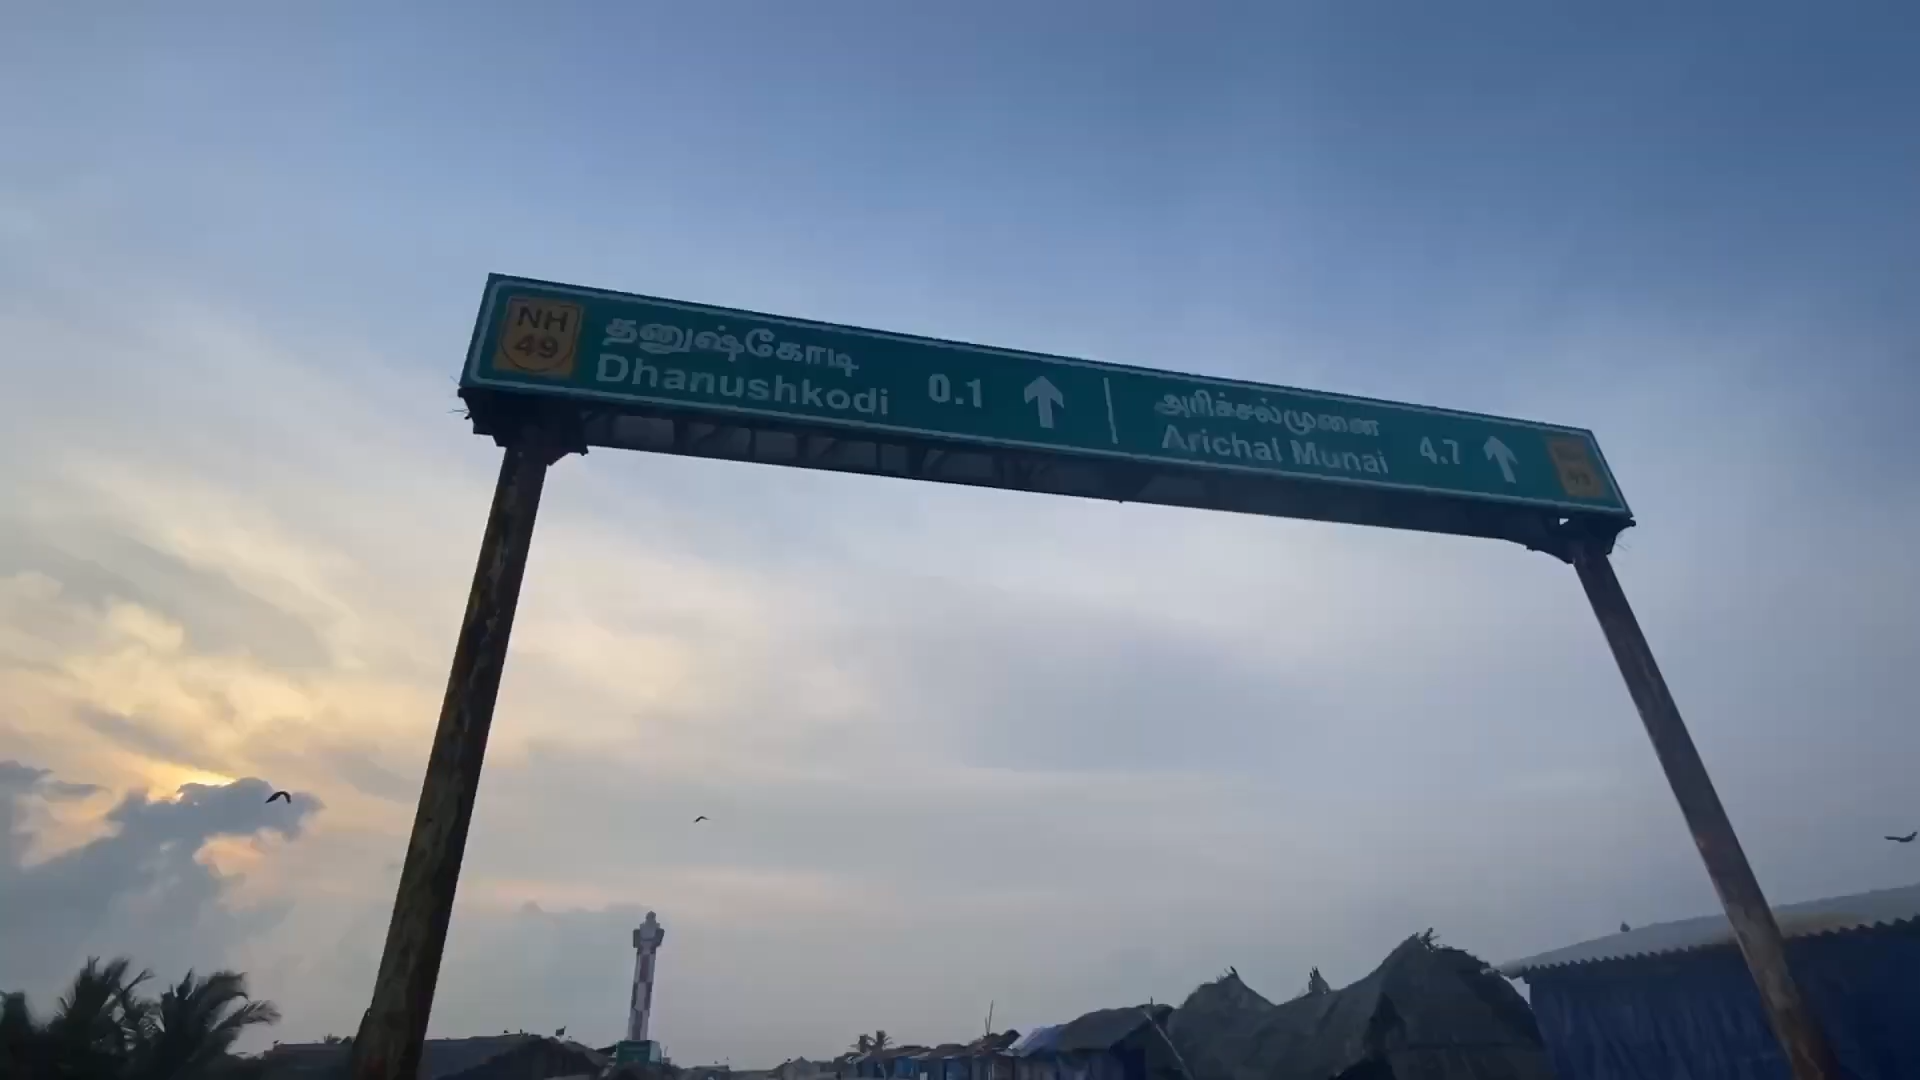 NH
49
தனுஷ்கோடி
Dhanushkodi 0.1
அரிச்சல்முனை
Arichal Munai 4.7